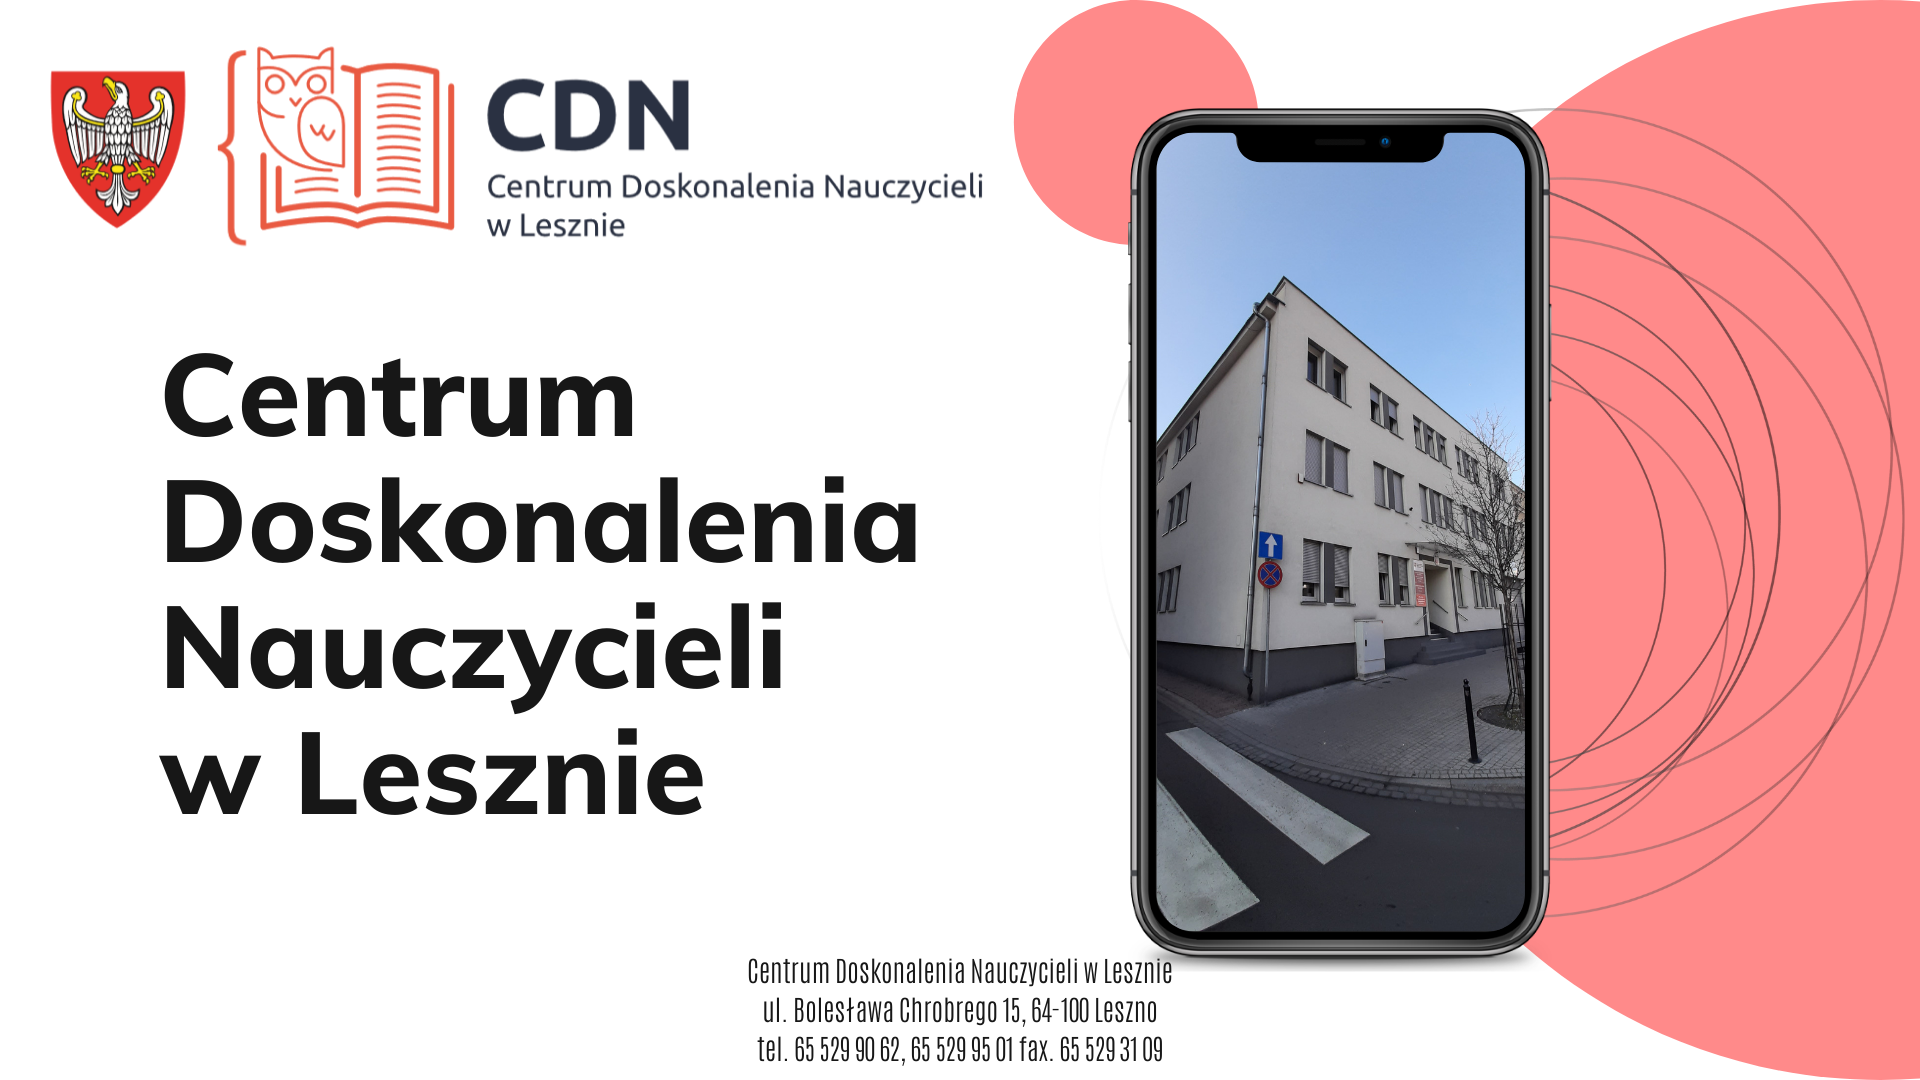 CDN
Centrum Doskonalenia Nauczycieli
w Lesznie
Centrum
Doskonalenia
Nauczycieli
w Lesznie
Centrum Doskonalenia Nauczycieli w Lesznie
ul. Bolesława Chrobrego 15, 64-100 Leszno
tel. 65 529 90 62, 65 529 95 01 fax. 65 529 31 09